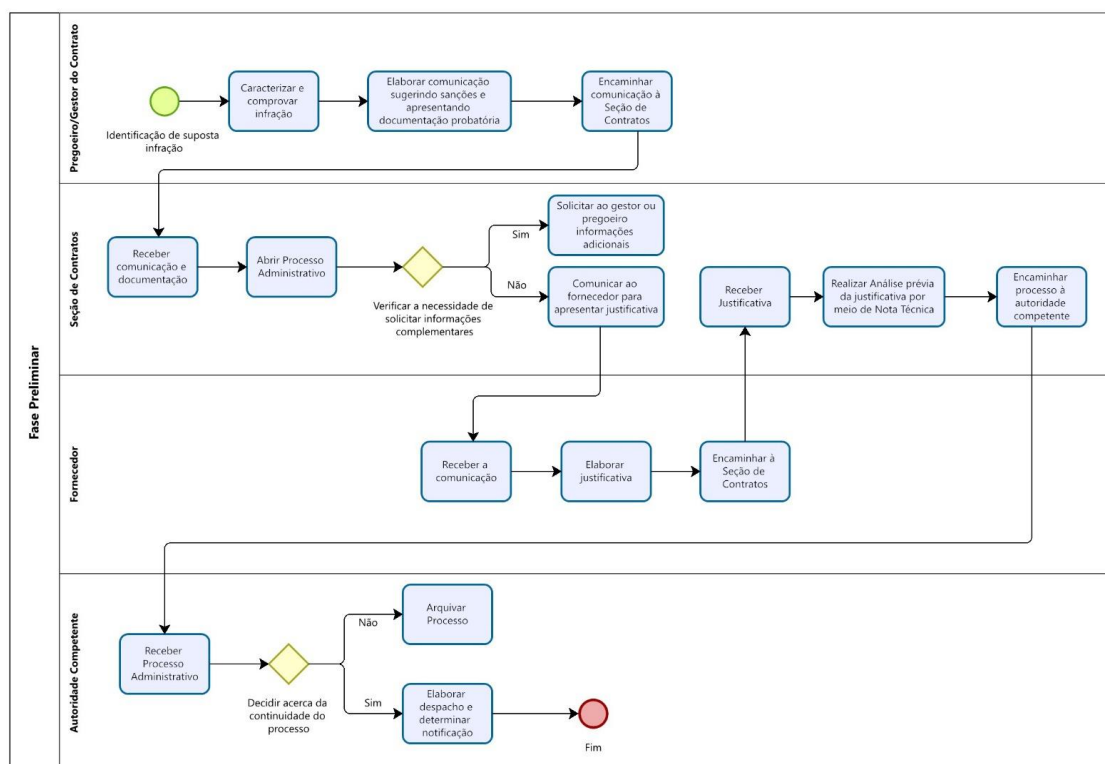 Fase Preliminar
Pregoeiro/Gestor do Contrato
Identificação de suposta
infração
Caracterizar e
comprovar
infração
Elaborar comunicação
sugerindo sanções e
apresentando
documentação probatória
Encaminhar
comunicação à
Seção de
Contratos
Seção de Contratos
Receber
comunicação e
documentação
Abrir Processo
Administrativo
Verificar a necessidade de
solicitar informações
complementares
Sim
Solicitar ao gestor ou
pregoeiro
informações
adicionais
Não
Comunicar ao
fornecedor para
apresentar justificativa
Receber
Justificativa
Realizar Análise prévia
da justificativa por
meio de Nota Técnica
Encaminhar
processo à
autoridade
competente
Fornecedor
Receber a
comunicação
Elaborar
justificativa
Encaminhar à
Seção de
Contratos
Autoridade Competente
Receber
Processo
Administrativo
Decidir acerca da
continuidade do
processo
Não
Arquivar
Processo
Sim
Elaborar
despacho e
determinar
notificação
Fim